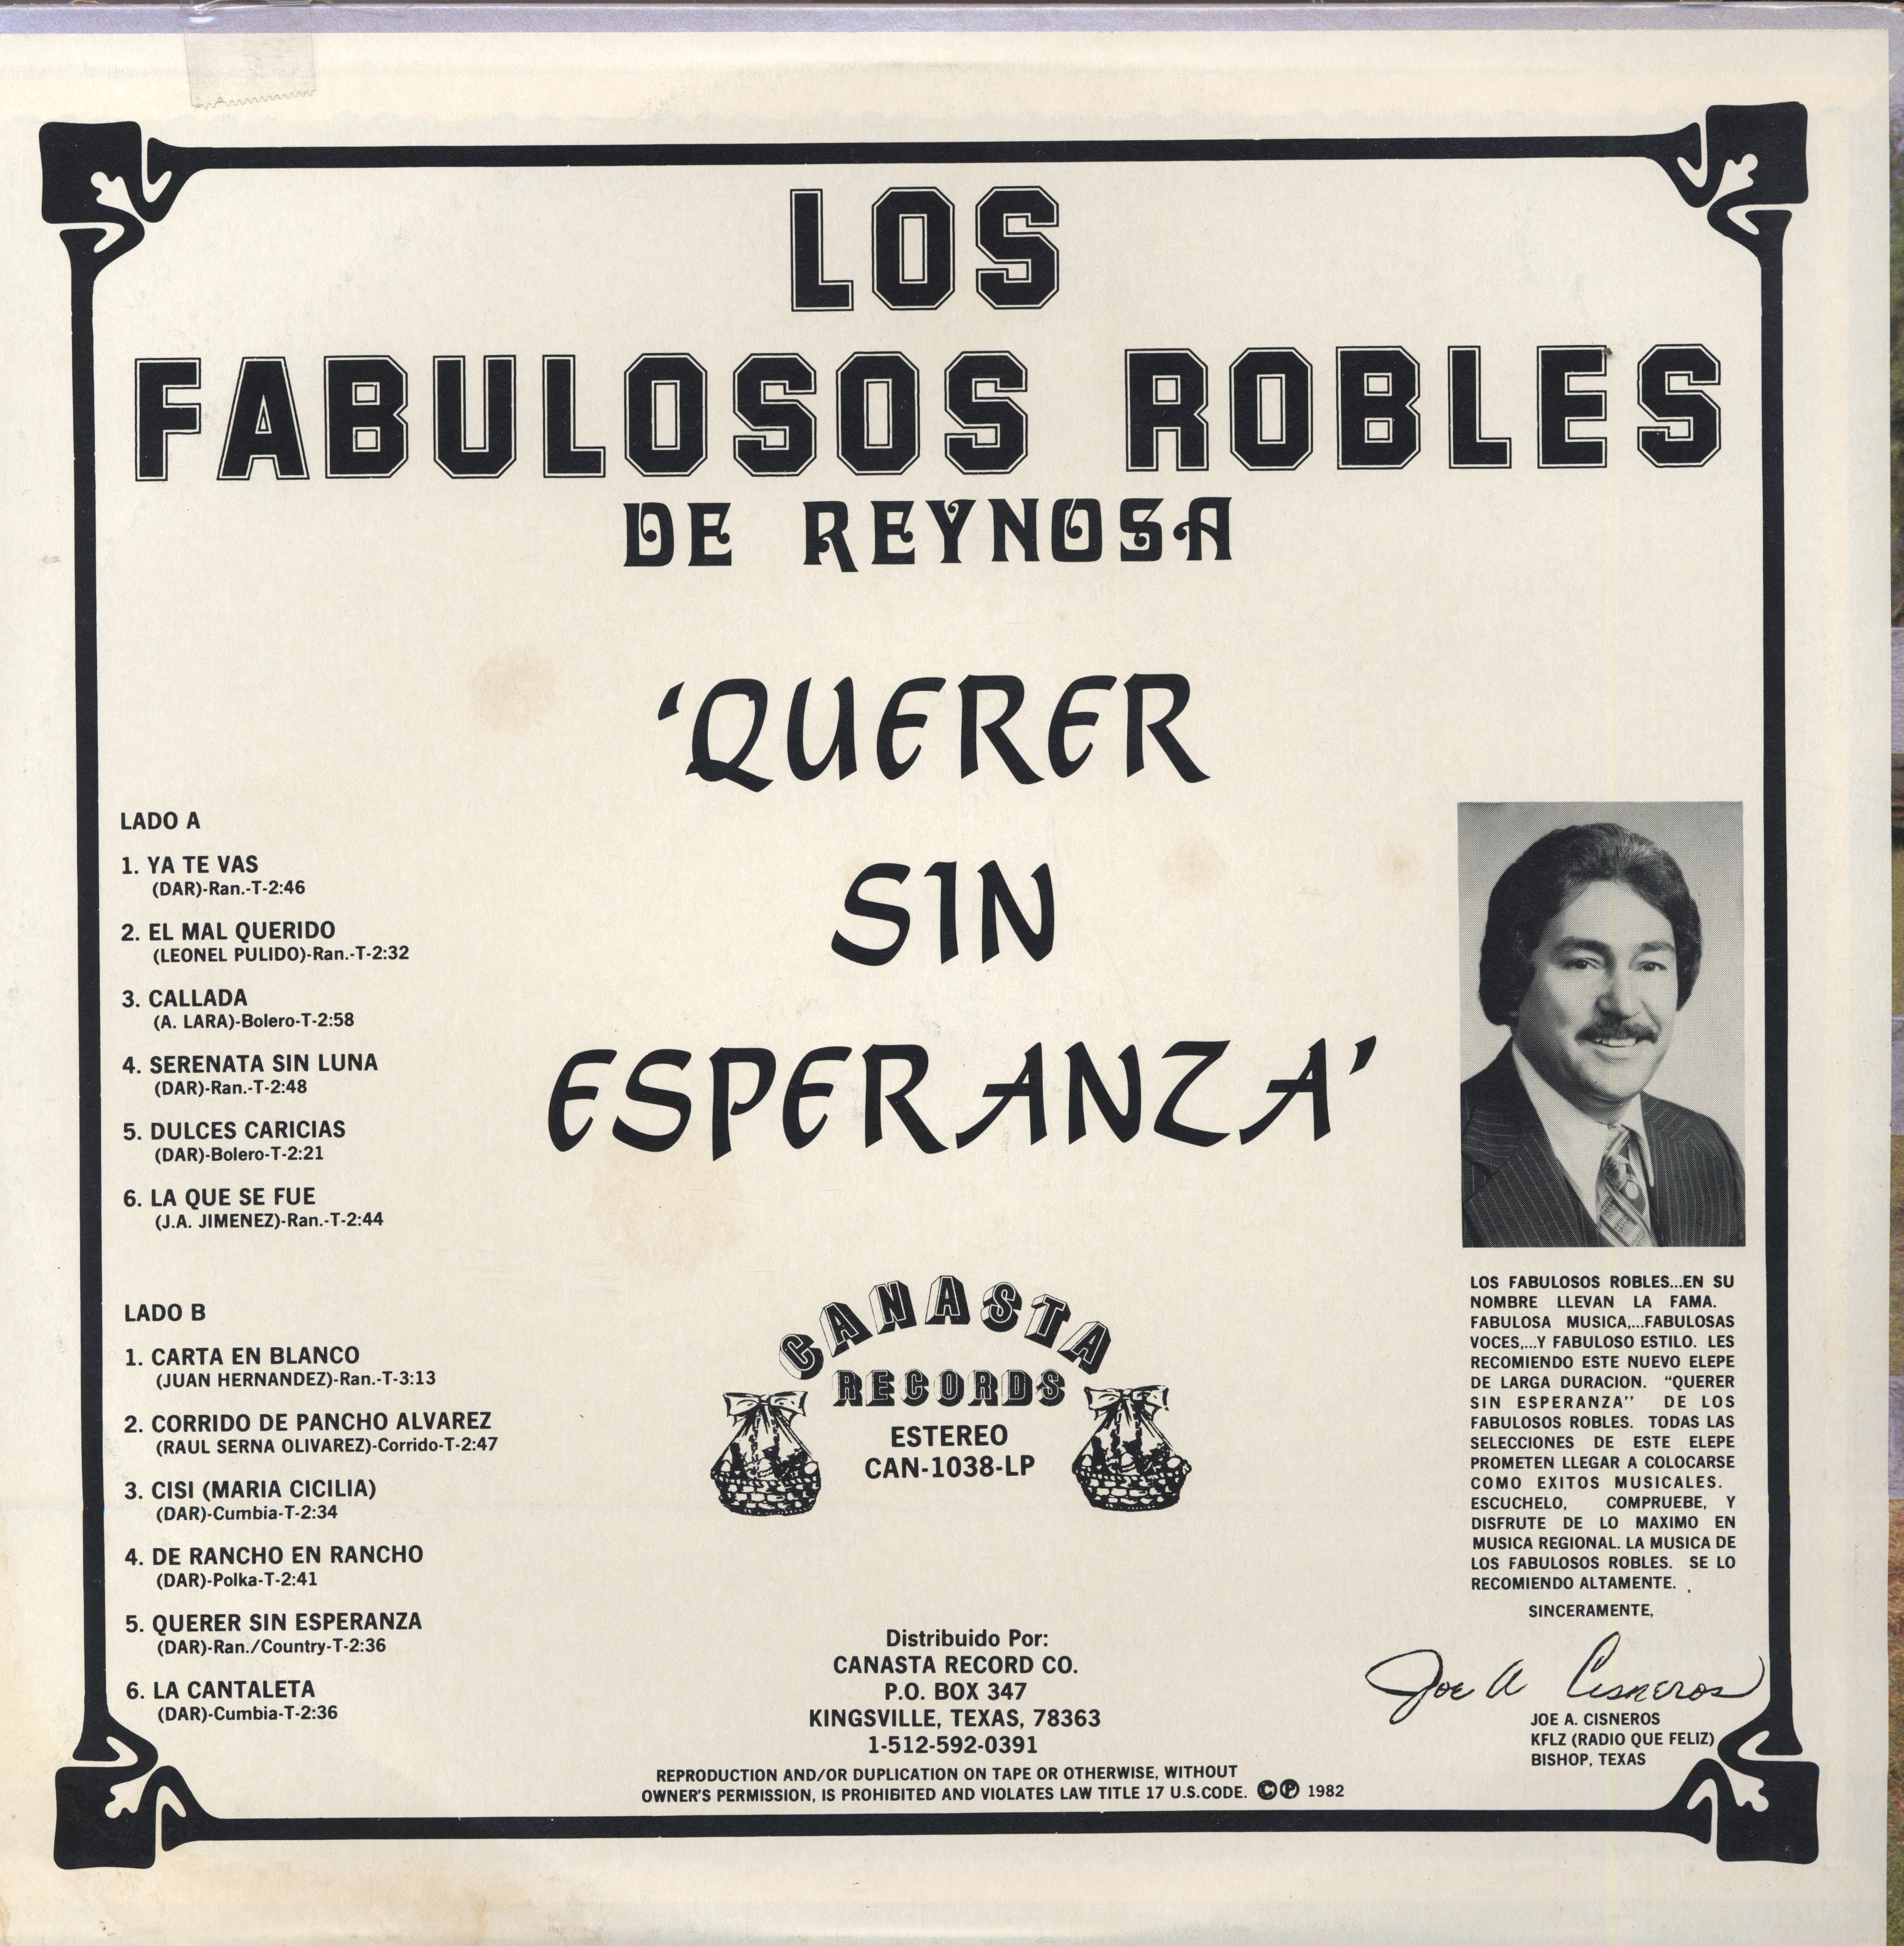 LOS
FABULOSOS ROBLES
DE REYNOSA
'QUERER
SIN
ESPERANZA'
LADO A
1. YA TE VAS
(DAR)-Ran.-T-2:46
2. EL MAL QUERIDO
(LEONEL PULIDO)-Ran.-T-2:32
3. CALLADA
(A. LARA)-Bolero-T-2:58
4. SERENATA SIN LUNA
(DAR)-Ran.-T-2:48
5. DULCES CARICIAS
(DAR)-Bolero-T-2:21
6. LA QUE SE FUE
(J.A. JIMENEZ)-Ran.-T-2:44
LADO B
1. CARTA EN BLANCO
(JUAN HERNANDEZ)-Ran.-T-3:13
2. CORRIDO DE PANCHO ALVAREZ
(RAUL SERNA OLIVAREZ)-Corrido-T-2:47
3. CISI (MARIA CICILIA)
(DAR)-Cumbia-T-2:34
4. DE RANCHO EN RANCHO
(DAR)-Polka-T-2:41
5. QUERER SIN ESPERANZA
(DAR)-Ran./Country-T-2:36
6. LA CANTALETA
(DAR)-Cumbia-T-2:36
CANASTA
RECORDS
ESTEREO
CAN-1038-LP
Distribuido Por:
CANASTA RECORD CO.
P.O. BOX 347
KINGSVILLE, TEXAS, 78363
1-512-592-0391
REPRODUCTION AND/OR DUPLICATION ON TAPE OR OTHERWISE, WITHOUT
OWNER'S PERMISSION, IS PROHIBITED AND VIOLATES LAW TITLE 17 U.S.CODE. ©℗ 1982
LOS FABULOSOS ROBLES...EN SU
NOMBRE LLEVAN LA FAMA.
FABULOSA MUSICA,...FABULOSAS
VOCES,...Y FABULOSO ESTILO. LES
RECOMIENDO ESTE NUEVO ELEPE
DE LARGA DURACION. "QUERER
SIN ESPERANZA" DE LOS
FABULOSOS ROBLES. TODAS LAS
SELECCIONES DE ESTE ELEPE
PROMETEN LLEGAR A COLOCARSE
COMO EXITOS MUSICALES.
ESCUCHELO, COMPRUEBE, Y
DISFRUTE DE LO MAXIMO EN
MUSICA REGIONAL. LA MUSICA DE
LOS FABULOSOS ROBLES. SE LO
RECOMIENDO ALTAMENTE.
SINCERAMENTE,
Joe A Cisneros
JOE A. CISNEROS
KFLZ (RADIO QUE FELIZ)
BISHOP, TEXAS